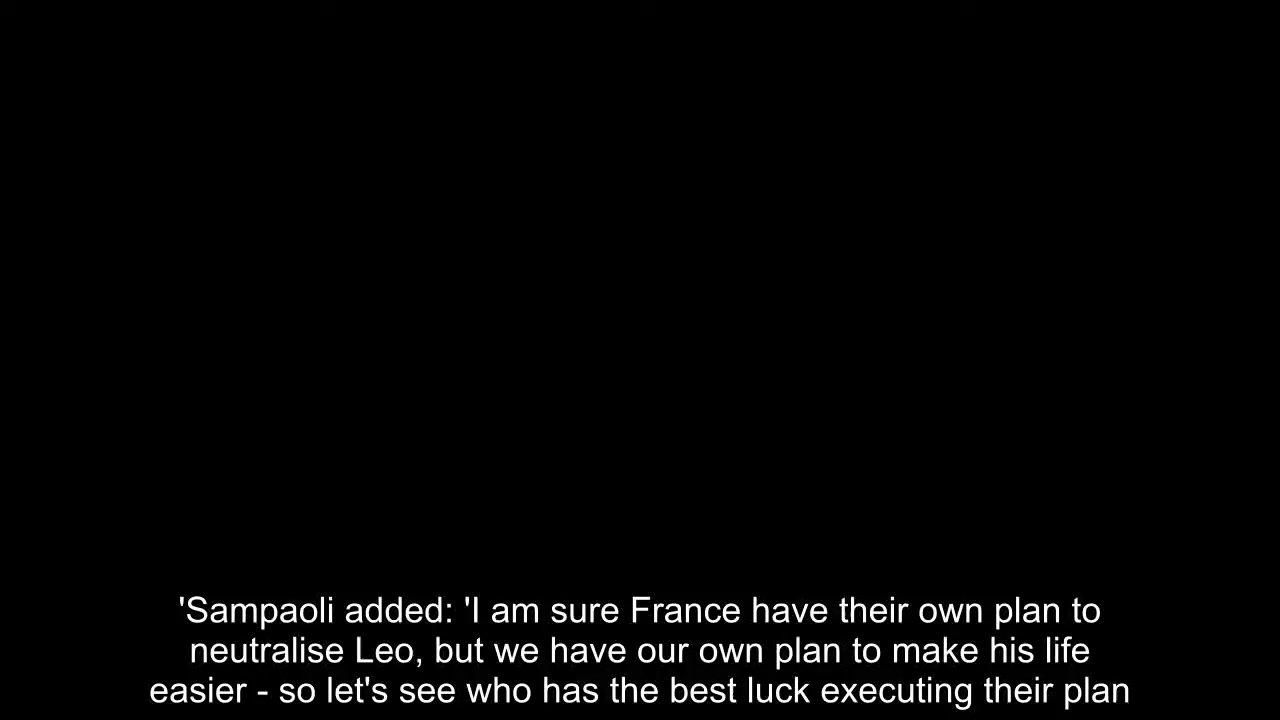 'Sampaoli added: 'I am sure France have their own plan to
neutralise Leo, but we have our own plan to make his life
easier - so let's see who has the best luck executing their plan